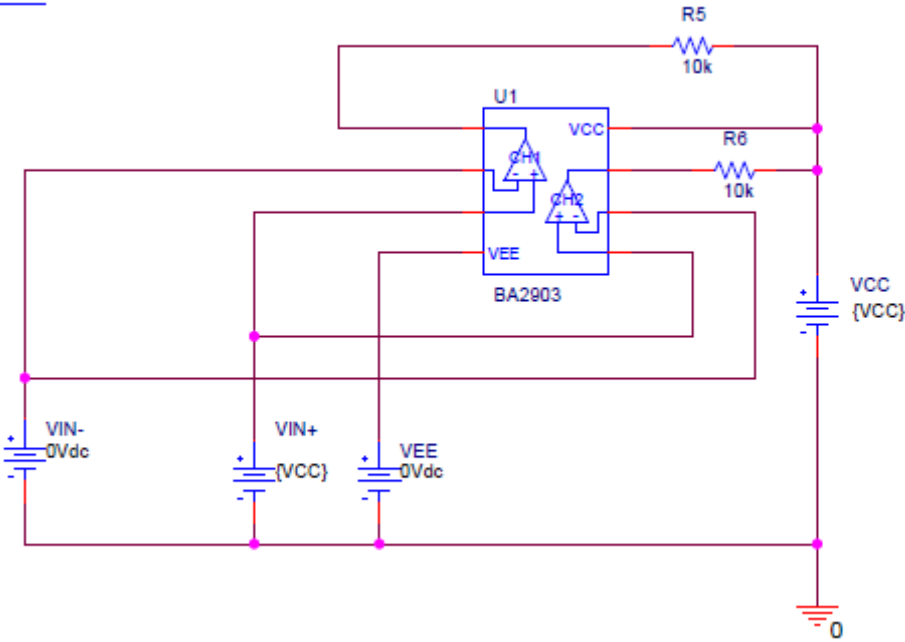 R5
10k
U1
VCC
CH1
- +
R6
10k
CH2
+ -
VEE
BA2903
+
VCC
{VCC}
-
+
VIN-
0Vdc
-
+
VIN+
{VCC}
-
+
VEE
0Vdc
-
0